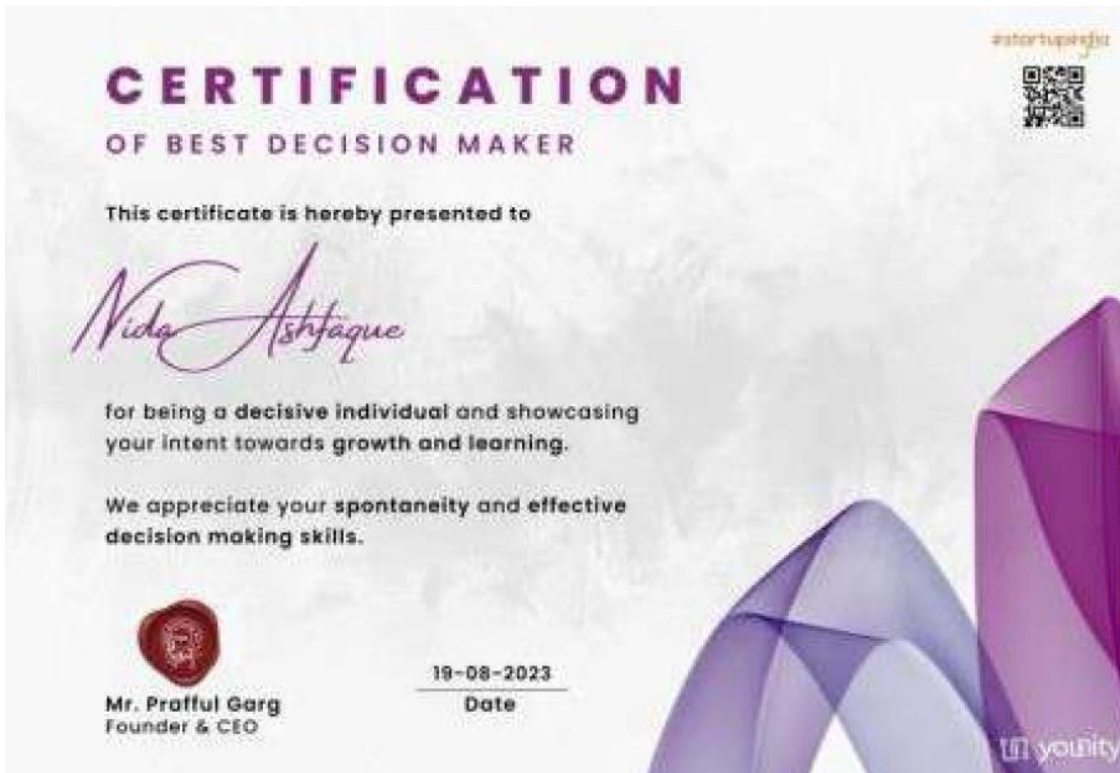 #startupindia
CERTIFICATION
OF BEST DECISION MAKER
This certificate is hereby presented to
Nida Ashfaque
for being a decisive individual and showcasing
your intent towards growth and learning.
We appreciate your spontaneity and effective
decision making skills.
Mr. Prafful Garg
Founder & CEO
19-08-2023
Date
younity